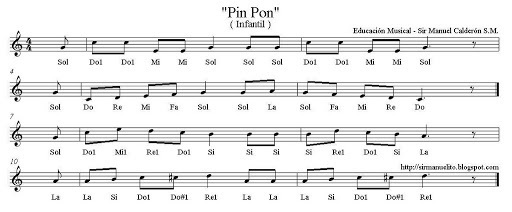 "Pin Pon"
( Infantil )
Educación Musical - Sir Manuel Calderón S.M.
Sol Do1 Do1 Mi Mi Sol Sol Sol Do1 Do1 Mi Mi Sol
4
Sol Do Re Mi Fa Sol Sol La Sol Fa Mi Re Do
7
Sol Do1 Mi1 Re1 Do1 Si Si Re1 Do1 Si La
http://sirmanuelito.blogspot.com
10
La La Si Do1 Do#1 Re1 La La La Si Do1 Do#1 Re1